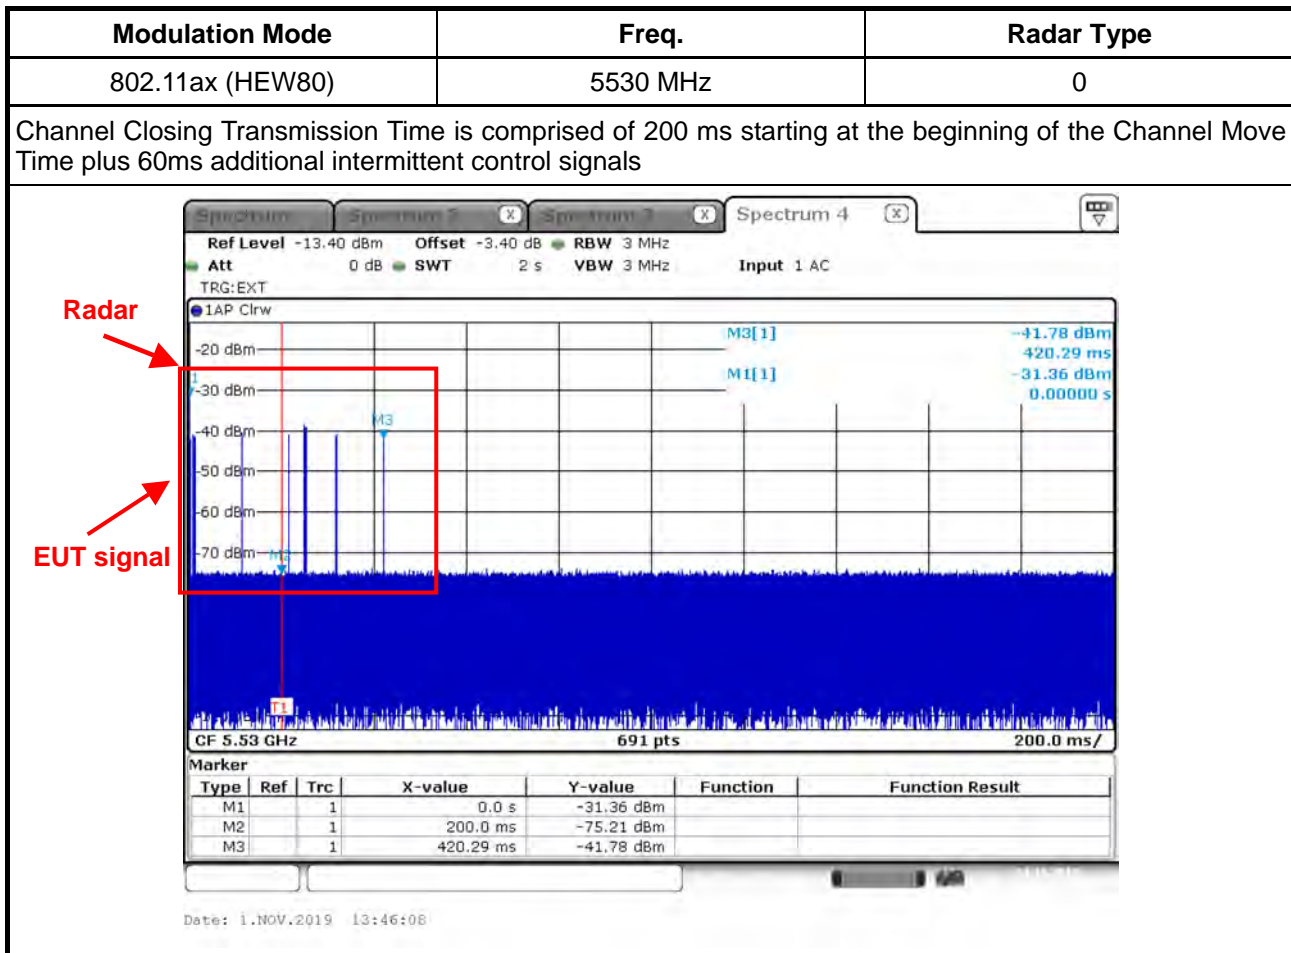 Modulation Mode Freq. Radar Type
802.11ax (HEW80) 5530 MHz 0
Channel Closing Transmission Time is comprised of 200 ms starting at the beginning of the Channel Move
Time plus 60ms additional intermittent control signals
Spectrum Spectrum 2 X Spectrum 3 X Spectrum 4 X
Ref Level -13.40 dBm Offset -3.40 dB RBW 3 MHz
Att 0 dB SWT 2 s VBW 3 MHz Input 1 AC
TRG:EXT
1AP Clrw
Radar
M3[1] -41.78 dBm
420.29 ms
M1[1] -31.36 dBm
0.00000 s
-20 dBm
-30 dBm
M3
-40 dBm
-50 dBm
-60 dBm
-70 dBm
M2
EUT signal
T1
CF 5.53 GHz 691 pts 200.0 ms/
Marker
Type Ref Trc X-value Y-value Function Function Result
M1 1 0.0 s -31.36 dBm
M2 1 200.0 ms -75.21 dBm
M3 1 420.29 ms -41.78 dBm
Date: 1.NOV.2019 13:46:08